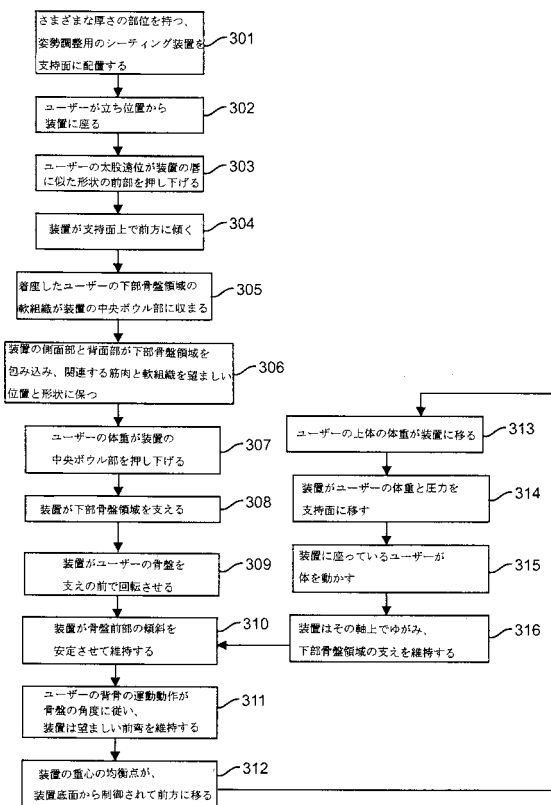 さまざまな厚さの部位を持つ、
姿勢調整用のシーティング装置を
支持面に配置する
301
ユーザーが立ち位置から
装置に座る
302
ユーザーの太股遠位が装置の唇
に似た形状の前部を押し下げる
303
装置が支持面上で前方に傾く
304
着座したユーザーの下部骨盤領域の
軟組織が装置の中央ボウル部に収まる
305
装置の側面部と背面部が下部骨盤領域を
包み込み、関連する筋肉と軟組織を望ましい
位置と形状に保つ
306
ユーザーの体重が装置の
中央ボウル部を押し下げる
307
装置が下部骨盤領域を支える
308
装置がユーザーの骨盤を
支えの前で回転させる
309
装置が骨盤前部の傾斜を
安定させて維持する
310
ユーザーの背骨の運動動作が
骨盤の角度に従い、
装置は望ましい前弯を維持する
311
装置の重心の均衡点が、
装置底面から制御されて前方に移る
312
ユーザーの上体の体重が装置に移る
313
装置がユーザーの体重と圧力を
支持面に移す
314
装置に座っているユーザーが
体を動かす
315
装置はその軸上でゆがみ、
下部骨盤領域の支えを維持する
316